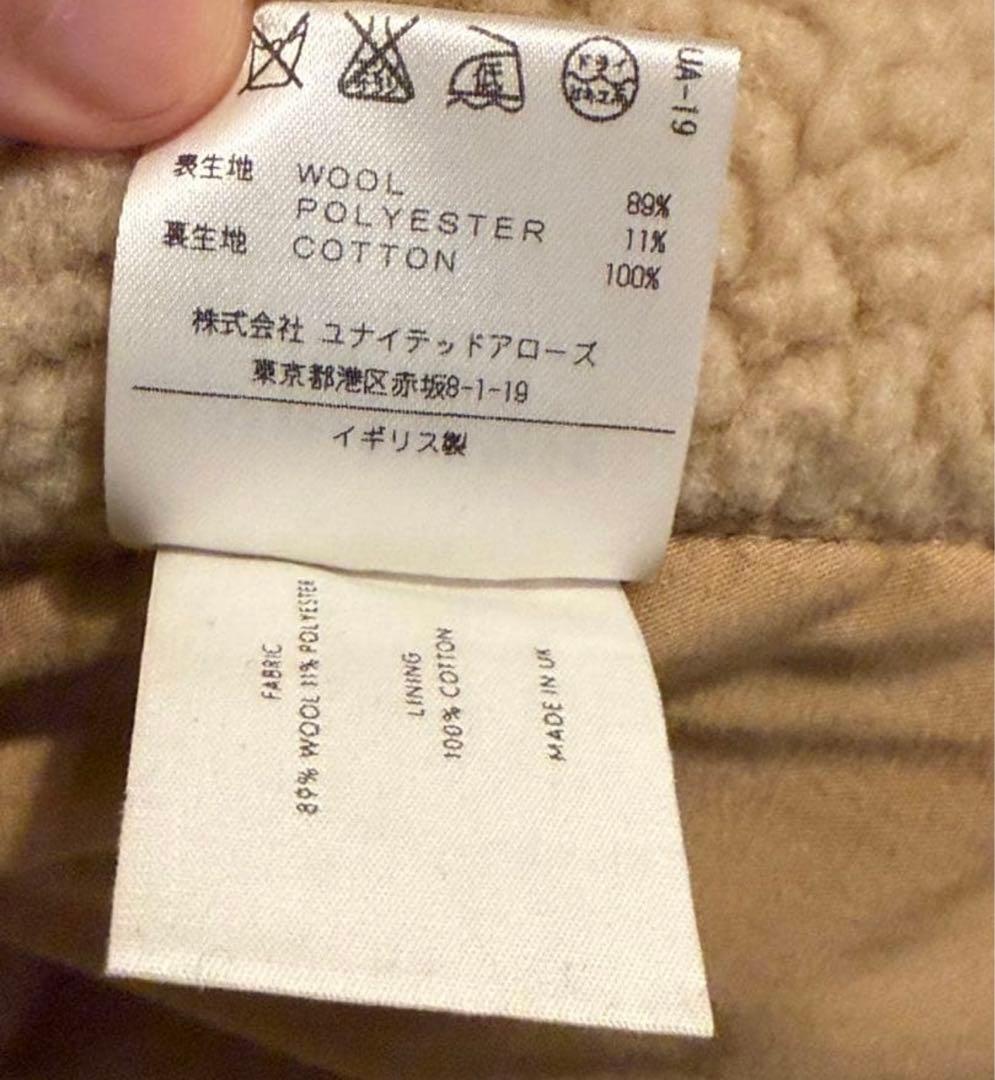 低
ドライ
UA-19
表生地 WOOL 89%
POLYESTER 11%
裏生地 COTTON 100%
株式会社 ユナイテッドアローズ
東京都港区赤坂8-1-19
イギリス製
FABRIC
89% WOOL 11% POLYESTER
LINING
100% COTTON
MADE IN UK